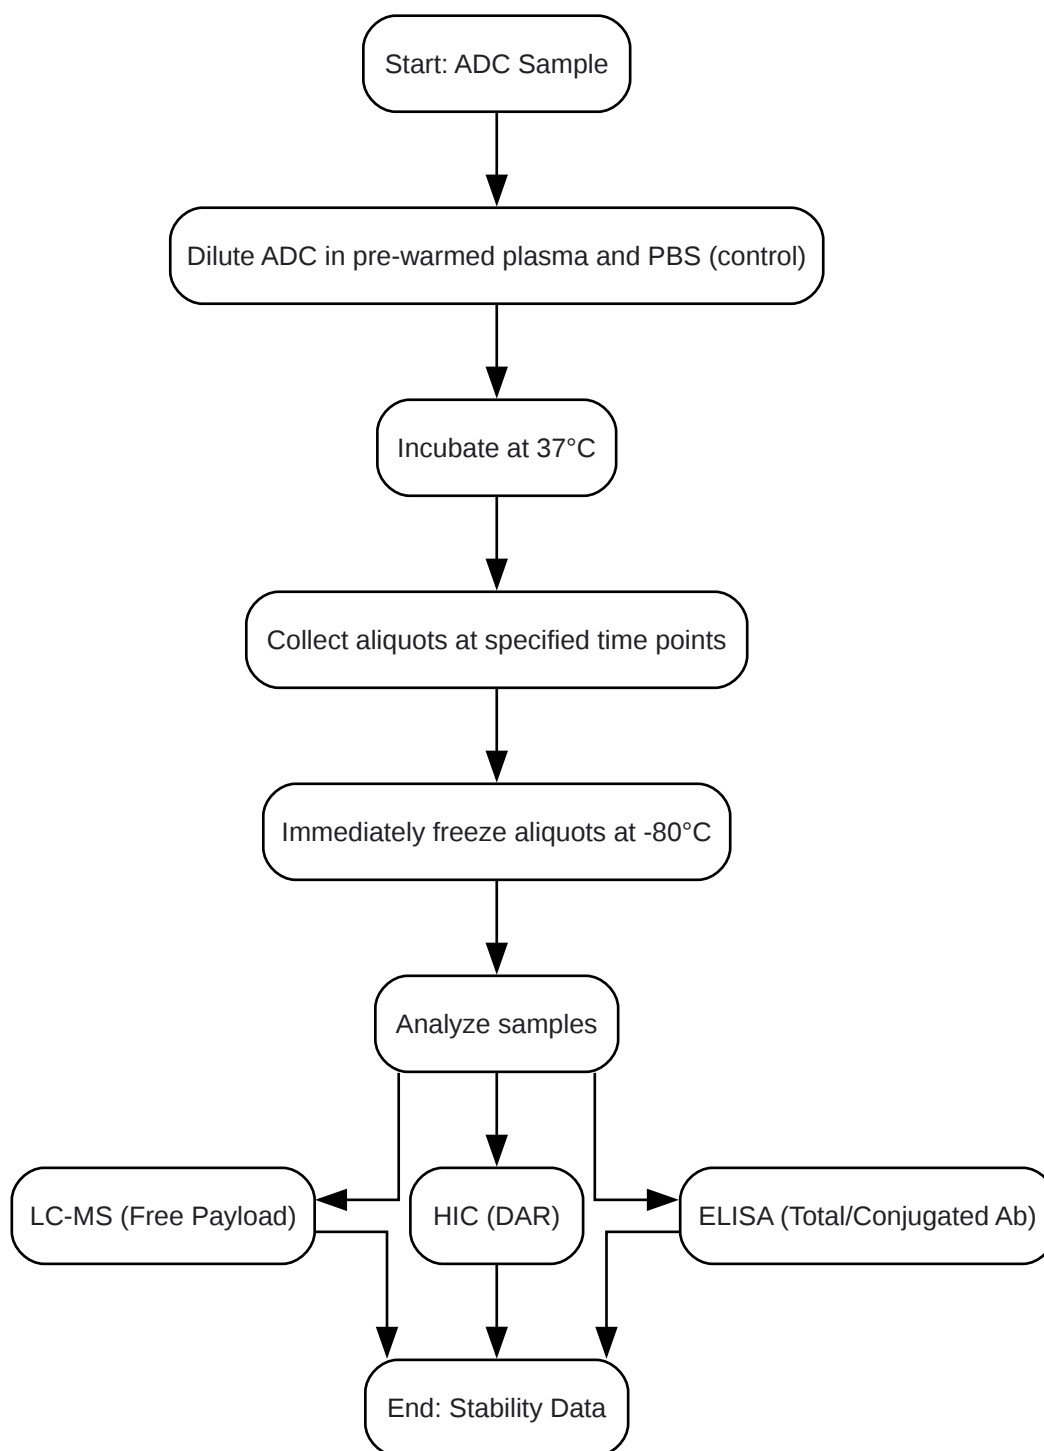 Start: ADC Sample
Dilute ADC in pre-warmed plasma and PBS (control)
Incubate at 37°C
Collect aliquots at specified time points
Immediately freeze aliquots at -80°C
Analyze samples
LC-MS (Free Payload)
HIC (DAR)
ELISA (Total/Conjugated Ab)
End: Stability Data